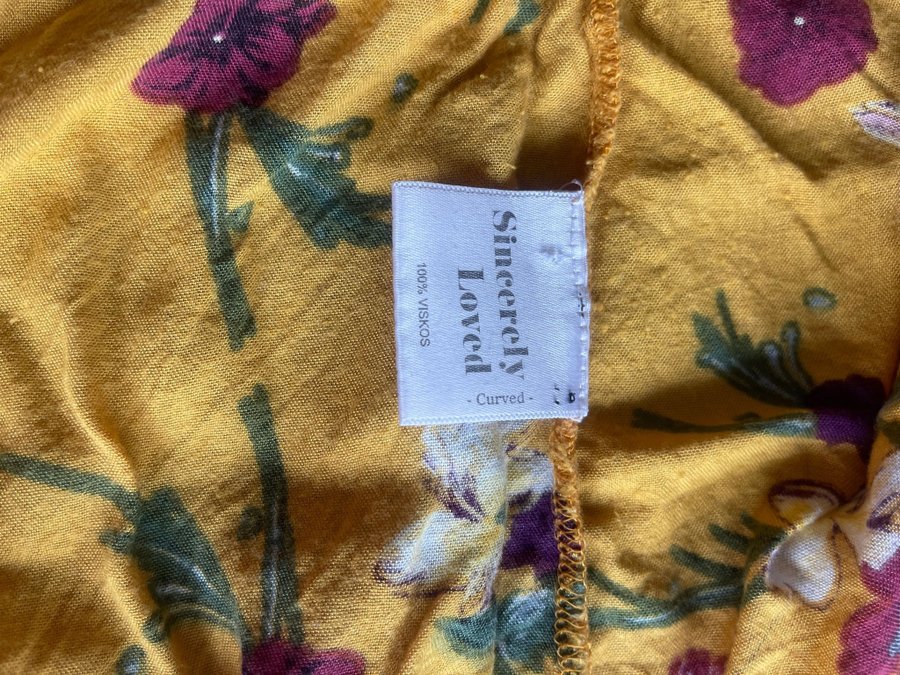 Sincerely
Loved
- Curved -
100% VISKOS